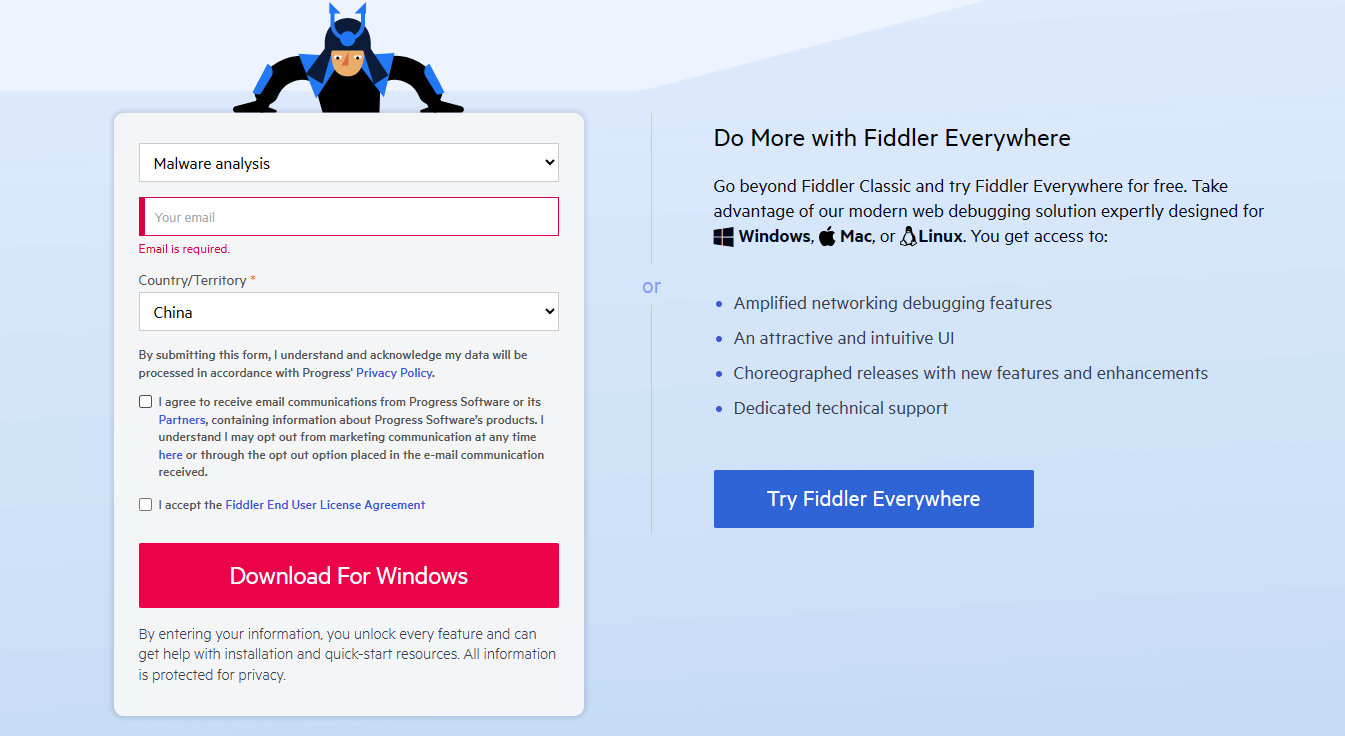 Malware analysis
Your email
Email is required.
Country/Territory *
China
By submitting this form, I understand and acknowledge my data will be
processed in accordance with Progress' Privacy Policy.
I agree to receive email communications from Progress Software or its
Partners, containing information about Progress Software's products. I
understand I may opt out from marketing communication at any time
here or through the opt out option placed in the e-mail communication
received.
I accept the Fiddler End User License Agreement
Download For Windows
By entering your information, you unlock every feature and can
get help with installation and quick-start resources. All information
is protected for privacy.
or
Do More with Fiddler Everywhere
Go beyond Fiddler Classic and try Fiddler Everywhere for free. Take
advantage of our modern web debugging solution expertly designed for
Windows, Mac, or Linux. You get access to:
Amplified networking debugging features
An attractive and intuitive UI
Choreographed releases with new features and enhancements
Dedicated technical support
Try Fiddler Everywhere